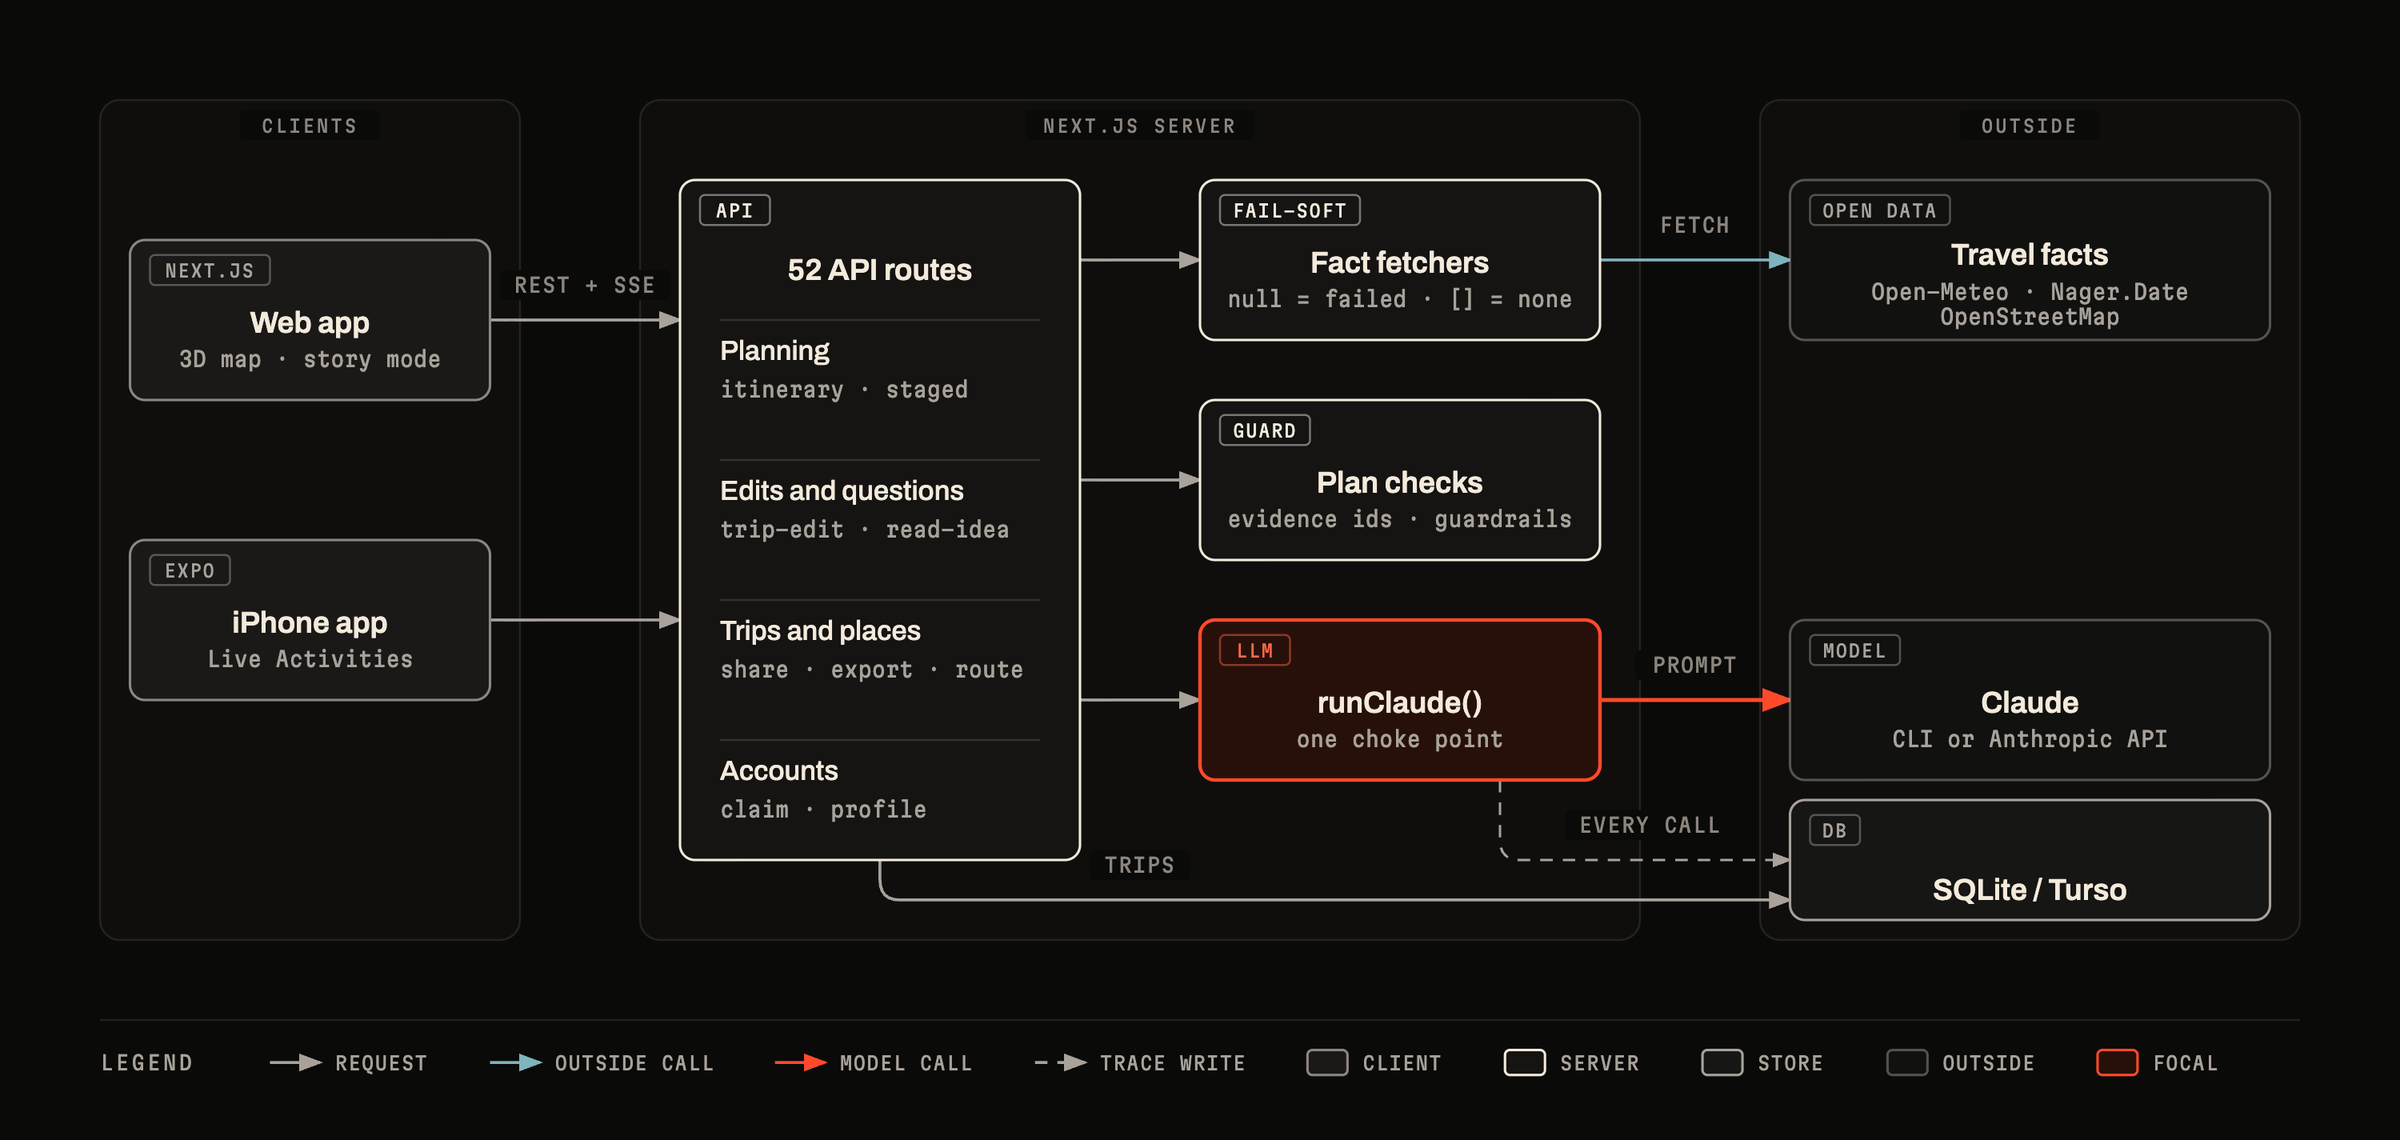 CLIENTS
NEXT.JS
Web app
3D map · story mode
EXPO
iPhone app
Live Activities
REST + SSE
NEXT.JS SERVER
API
52 API routes
Planning
itinerary · staged
Edits and questions
trip-edit · read-idea
Trips and places
share · export · route
Accounts
claim · profile
FAIL-SOFT
Fact fetchers
null = failed · [] = none
GUARD
Plan checks
evidence ids · guardrails
LLM
runClaude()
one choke point
TRIPS
EVERY CALL
FETCH
PROMPT
OUTSIDE
OPEN DATA
Travel facts
Open-Meteo · Nager.Date
OpenStreetMap
MODEL
Claude
CLI or Anthropic API
DB
SQLite / Turso
LEGEND
REQUEST
OUTSIDE CALL
MODEL CALL
TRACE WRITE
CLIENT
SERVER
STORE
OUTSIDE
FOCAL